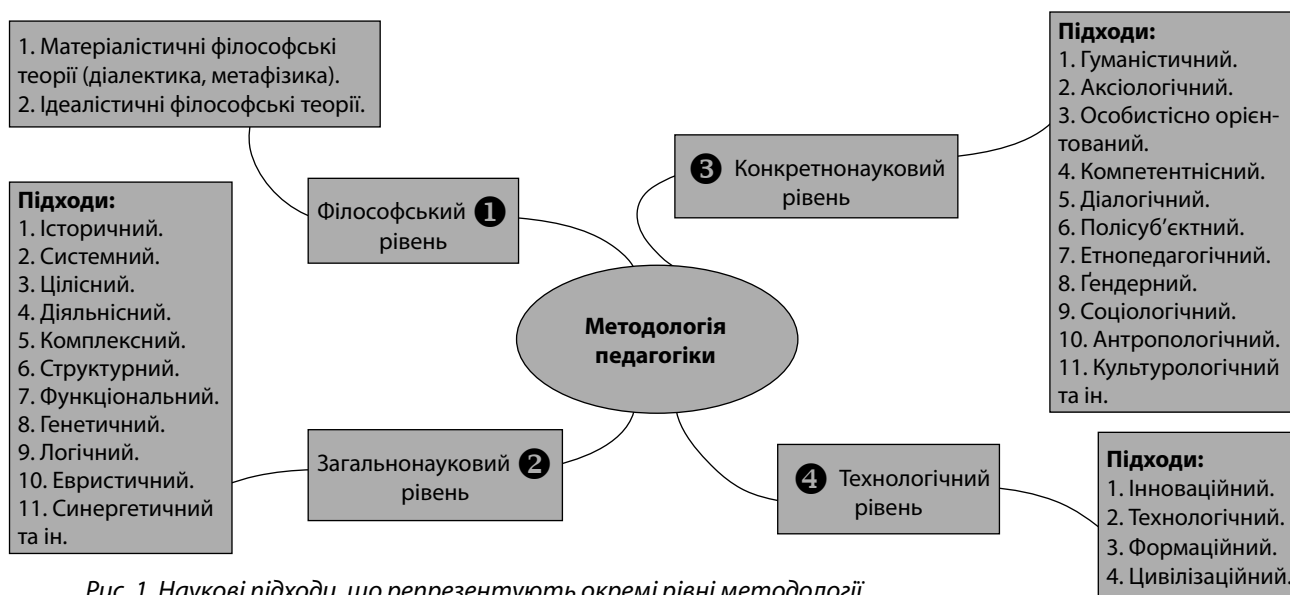 1. Матеріалістичні філософські
теорії (діалектика, метафізика).
2. Ідеалістичні філософські теорії.
Філософський ❶
рівень
Підходи:
1. Історичний.
2. Системний.
3. Цілісний.
4. Діяльнісний.
5. Комплексний.
6. Структурний.
7. Функціональний.
8. Генетичний.
9. Логічний.
10. Евристичний.
11. Синергетичний
та ін.
Загальнонауковий ❷
рівень
Методологія
педагогіки
❸ Конкретнонауковий
рівень
Підходи:
1. Гуманістичний.
2. Аксіологічний.
3. Особистісно орієн-
тований.
4. Компетентнісний.
5. Діалогічний.
6. Полісуб’єктний.
7. Етнопедагогічний.
8. Ґендерний.
9. Соціологічний.
10. Антропологічний.
11. Культурологічний
та ін.
❹ Технологічний
рівень
Підходи:
1. Інноваційний.
2. Технологічний.
3. Формаційний.
4. Цивілізаційний.
Рис. 1. Наукові підходи, що репрезентують окремі рівні методології